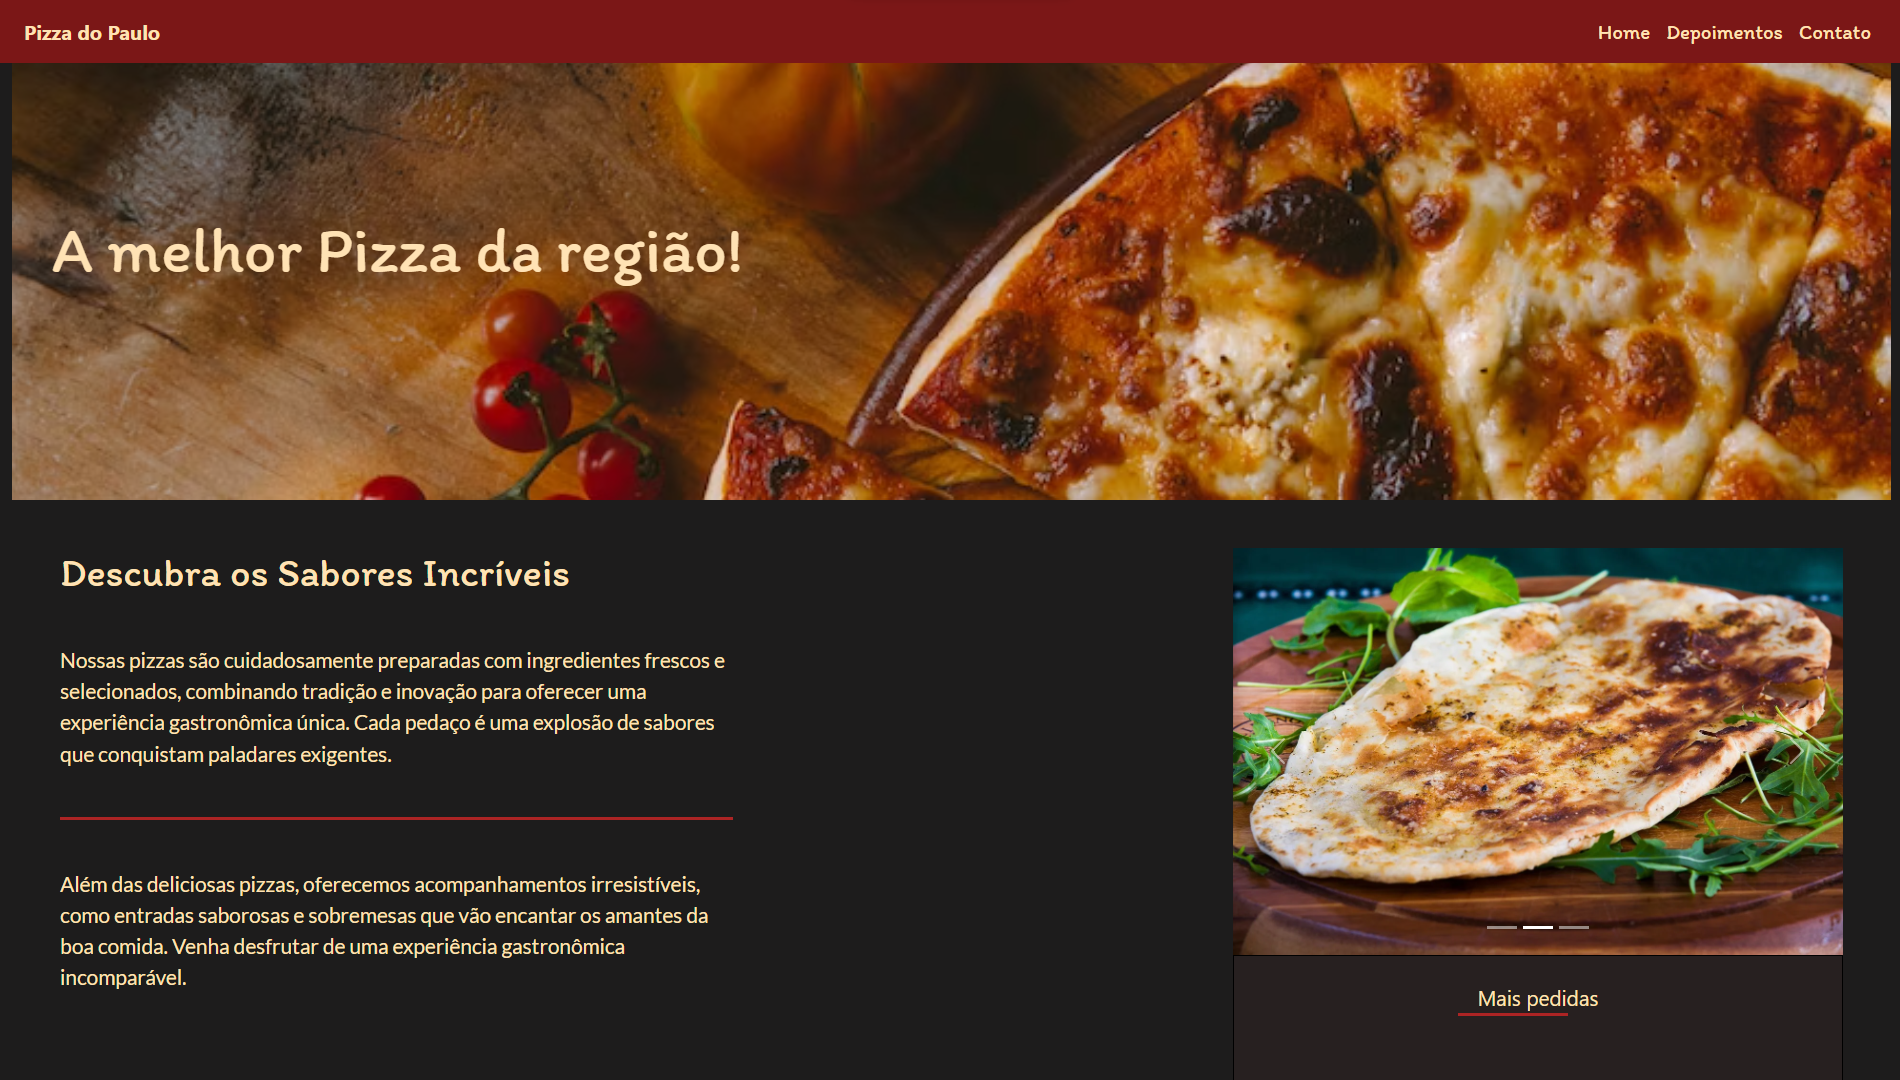 Pizza do Paulo
Home Depoimentos Contato
A melhor Pizza da região!
Descubra os Sabores Incríveis
Nossas pizzas são cuidadosamente preparadas com ingredientes frescos e
selecionados, combinando tradição e inovação para oferecer uma
experiência gastronômica única. Cada pedaço é uma explosão de sabores
que conquistam paladares exigentes.
Além das deliciosas pizzas, oferecemos acompanhamentos irresistíveis,
como entradas saborosas e sobremesas que vão encantar os amantes da
boa comida. Venha desfrutar de uma experiência gastronômica
incomparável.
Mais pedidas